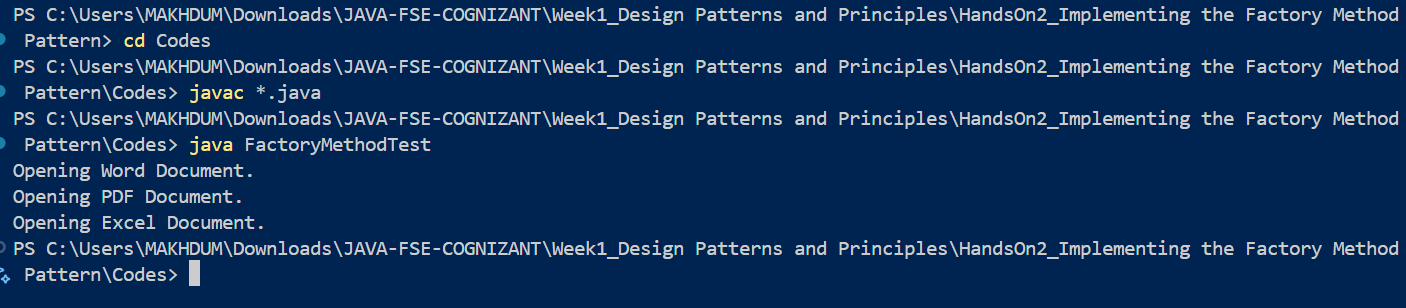 PS C:\Users\MAKHDUM\Downloads\JAVA-FSE-COGNIZANT\Week1_Design Patterns and Principles\HandsOn2_Implementing the Factory Method
Pattern> cd Codes
PS C:\Users\MAKHDUM\Downloads\JAVA-FSE-COGNIZANT\Week1_Design Patterns and Principles\HandsOn2_Implementing the Factory Method
Pattern\Codes> javac *.java
PS C:\Users\MAKHDUM\Downloads\JAVA-FSE-COGNIZANT\Week1_Design Patterns and Principles\HandsOn2_Implementing the Factory Method
Pattern\Codes> java FactoryMethodTest
Opening Word Document.
Opening PDF Document.
Opening Excel Document.
PS C:\Users\MAKHDUM\Downloads\JAVA-FSE-COGNIZANT\Week1_Design Patterns and Principles\HandsOn2_Implementing the Factory Method
Pattern\Codes>